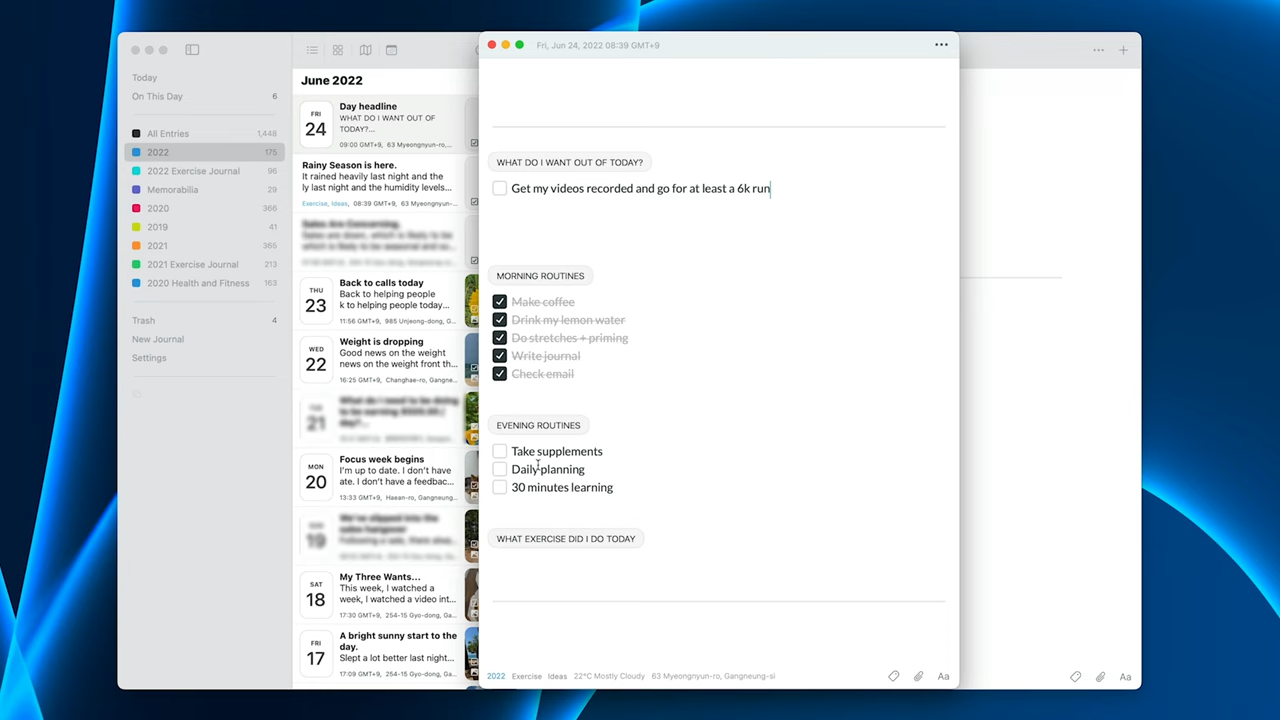 Today
On This Day 6
All Entries 1,448
2022 175
2022 Exercise Journal 96
Memorabilia 29
2020 366
2019 41
2021 365
2021 Exercise Journal 213
2020 Health and Fitness 163
Trash 4
New Journal
Settings
June 2022
FRI
24
Day headline
WHAT DO I WANT OUT OF
TODAY?...
09:00 GMT+9, 63 Myeongnyun-ro,
Rainy Season is here.
It rained heavily last night and the
ly last night and the humidity levels...
Exercise, Ideas, 08:39 GMT+9, 63 Myeongnyun-...
Sales Are Concerning.
THU
23
Back to calls today
Back to helping people
k to helping people today...
11:56 GMT+9, 985 Unjeong-dong, G...
WED
22
Weight is dropping
Good news on the weight
news on the weight front th...
16:25 GMT+9, Changhae-ro, Gangne...
21
MON
20
Focus week begins
I'm up to date. I don't have
ate. I don't have a feedbac...
13:33 GMT+9, Haean-ro, Gangneung...
19
SAT
18
My Three Wants...
This week, I watched a
week, I watched a video int...
17:30 GMT+9, 254-15 Gyo-dong, Ga...
FRI
17
A bright sunny start to the
day.
Slept a lot better last night...
17:09 GMT+9, 254-15 Gyo-dong, Ga...
Fri, Jun 24, 2022 08:39 GMT+9
WHAT DO I WANT OUT OF TODAY?
Get my videos recorded and go for at least a 6k run
MORNING ROUTINES
Make coffee
Drink my lemon water
Do stretches + priming
Write journal
Check email
EVENING ROUTINES
Take supplements
Daily planning
30 minutes learning
WHAT EXERCISE DID I DO TODAY
2022 Exercise Ideas 22°C Mostly Cloudy 63 Myeongnyun-ro, Gangneung-si
Aa
Aa